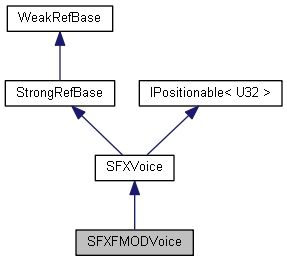 WeakRefBase
StrongRefBase
IPositionable< U32 >
SFXVoice
SFXFMODVoice